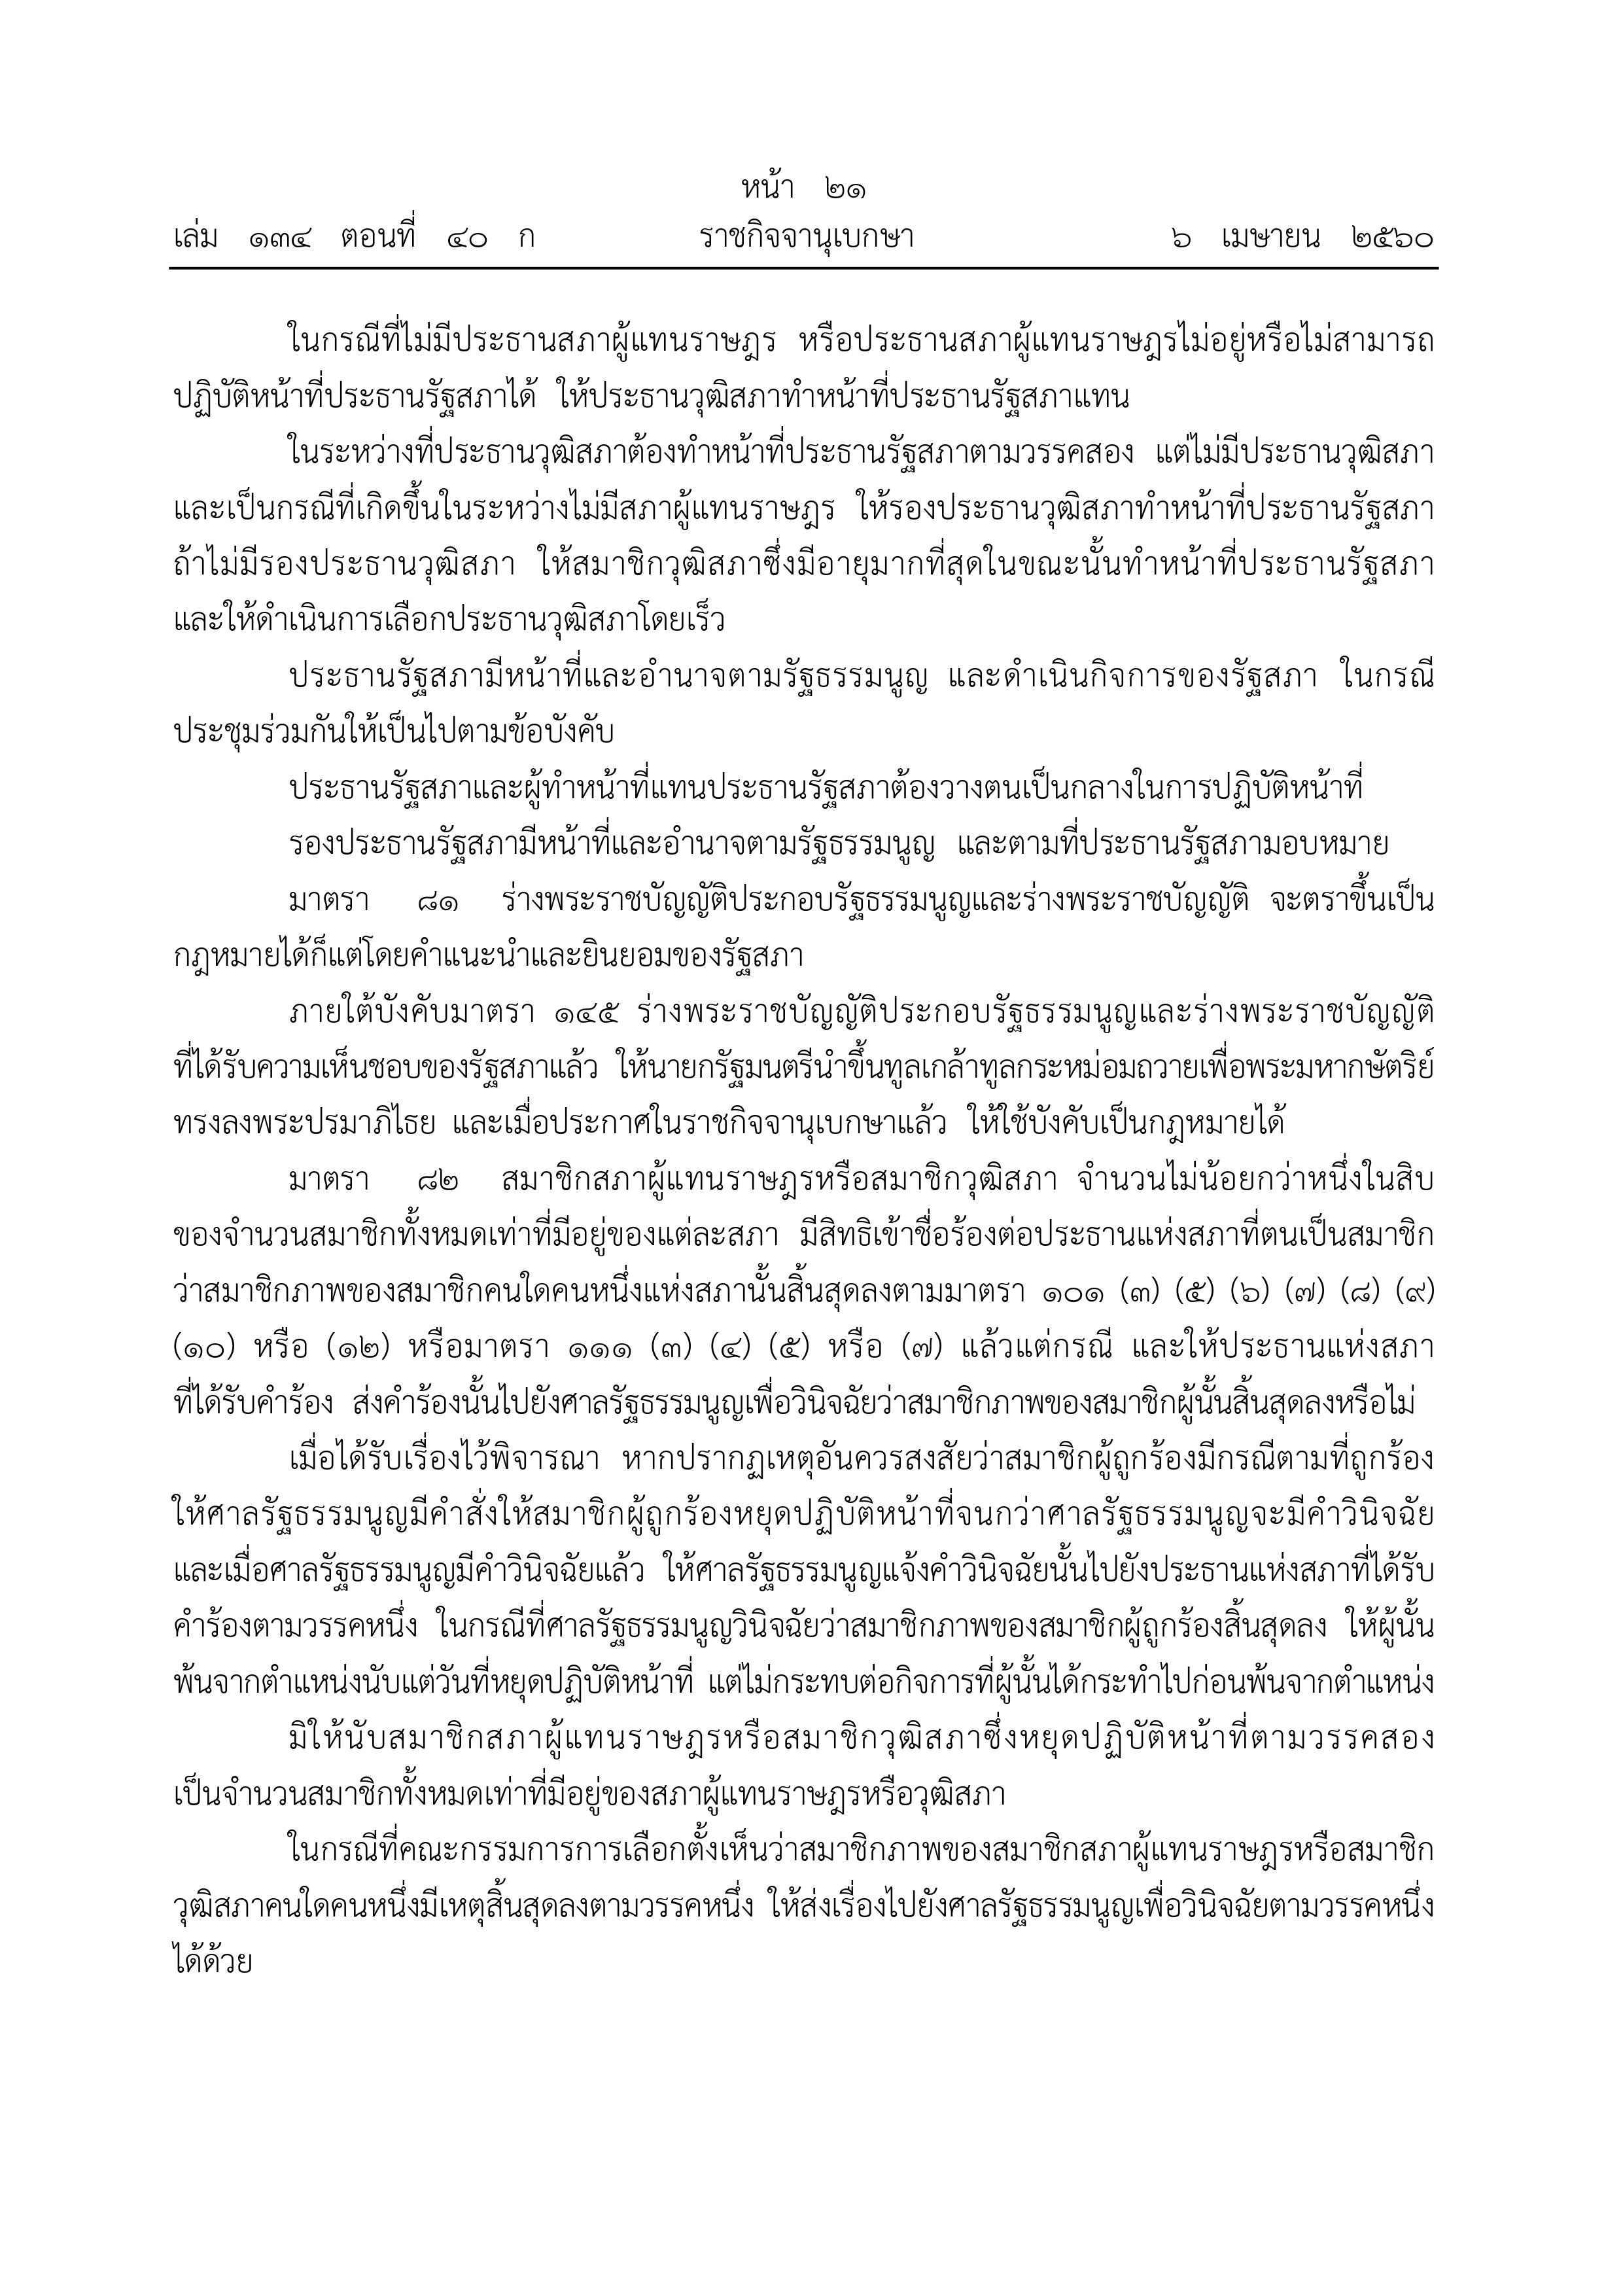 หน้า ๒๑
เล่ม ๑๓๔ ตอนที่ ๔๐ ก ราชกิจจานุเบกษา ๖ เมษายน ๒๕๖๐
ในกรณีที่ไม่มีประธานสภาผู้แทนราษฎร หรือประธานสภาผู้แทนราษฎรไม่อยู่หรือไม่สามารถ
ปฏิบัติหน้าที่ประธานรัฐสภาได้ ให้ประธานวุฒิสภาทำหน้าที่ประธานรัฐสภาแทน
ในระหว่างที่ประธานวุฒิสภาต้องทำหน้าที่ประธานรัฐสภาตามวรรคสอง แต่ไม่มีประธานวุฒิสภา
และเป็นกรณีที่เกิดขึ้นในระหว่างไม่มีสภาผู้แทนราษฎร ให้รองประธานวุฒิสภาทำหน้าที่ประธานรัฐสภา
ถ้าไม่มีรองประธานวุฒิสภา ให้สมาชิกวุฒิสภาซึ่งมีอายุมากที่สุดในขณะนั้นทำหน้าที่ประธานรัฐสภา
และให้ดำเนินการเลือกประธานวุฒิสภาโดยเร็ว
ประธานรัฐสภามีหน้าที่และอำนาจตามรัฐธรรมนูญ และดำเนินกิจการของรัฐสภา ในกรณี
ประชุมร่วมกันให้เป็นไปตามข้อบังคับ
ประธานรัฐสภาและผู้ทำหน้าที่แทนประธานรัฐสภาต้องวางตนเป็นกลางในการปฏิบัติหน้าที่
รองประธานรัฐสภามีหน้าที่และอำนาจตามรัฐธรรมนูญ และตามที่ประธานรัฐสภามอบหมาย
มาตรา ๘๑ ร่างพระราชบัญญัติประกอบรัฐธรรมนูญและร่างพระราชบัญญัติ จะตราขึ้นเป็น
กฎหมายได้ก็แต่โดยคำแนะนำและยินยอมของรัฐสภา
ภายใต้บังคับมาตรา ๑๔๕ ร่างพระราชบัญญัติประกอบรัฐธรรมนูญและร่างพระราชบัญญัติ
ที่ได้รับความเห็นชอบของรัฐสภาแล้ว ให้นายกรัฐมนตรีนำขึ้นทูลเกล้าทูลกระหม่อมถวายเพื่อพระมหากษัตริย์
ทรงลงพระปรมาภิไธย และเมื่อประกาศในราชกิจจานุเบกษาแล้ว ให้ใช้บังคับเป็นกฎหมายได้
มาตรา ๘๒ สมาชิกสภาผู้แทนราษฎรหรือสมาชิกวุฒิสภา จำนวนไม่น้อยกว่าหนึ่งในสิบ
ของจำนวนสมาชิกทั้งหมดเท่าที่มีอยู่ของแต่ละสภา มีสิทธิเข้าชื่อร้องต่อประธานแห่งสภาที่ตนเป็นสมาชิก
ว่าสมาชิกภาพของสมาชิกคนใดคนหนึ่งแห่งสภานั้นสิ้นสุดลงตามมาตรา ๑๐๑ (๓) (๕) (๖) (๗) (๘) (๙)
(๑๐) หรือ (๑๒) หรือมาตรา ๑๑๑ (๓) (๔) (๕) หรือ (๗) แล้วแต่กรณี และให้ประธานแห่งสภา
ที่ได้รับคำร้อง ส่งคำร้องนั้นไปยังศาลรัฐธรรมนูญเพื่อวินิจฉัยว่าสมาชิกภาพของสมาชิกผู้นั้นสิ้นสุดลงหรือไม่
เมื่อได้รับเรื่องไว้พิจารณา หากปรากฏเหตุอันควรสงสัยว่าสมาชิกผู้ถูกร้องมีกรณีตามที่ถูกร้อง
ให้ศาลรัฐธรรมนูญมีคำสั่งให้สมาชิกผู้ถูกร้องหยุดปฏิบัติหน้าที่จนกว่าศาลรัฐธรรมนูญจะมีคำวินิจฉัย
และเมื่อศาลรัฐธรรมนูญมีคำวินิจฉัยแล้ว ให้ศาลรัฐธรรมนูญแจ้งคำวินิจฉัยนั้นไปยังประธานแห่งสภาที่ได้รับ
คำร้องตามวรรคหนึ่ง ในกรณีที่ศาลรัฐธรรมนูญวินิจฉัยว่าสมาชิกภาพของสมาชิกผู้ถูกร้องสิ้นสุดลง ให้ผู้นั้น
พ้นจากตำแหน่งนับแต่วันที่หยุดปฏิบัติหน้าที่ แต่ไม่กระทบต่อกิจการที่ผู้นั้นได้กระทำไปก่อนพ้นจากตำแหน่ง
มิให้นับสมาชิกสภาผู้แทนราษฎรหรือสมาชิกวุฒิสภาซึ่งหยุดปฏิบัติหน้าที่ตามวรรคสอง
เป็นจำนวนสมาชิกทั้งหมดเท่าที่มีอยู่ของสภาผู้แทนราษฎรหรือวุฒิสภา
ในกรณีที่คณะกรรมการการเลือกตั้งเห็นว่าสมาชิกภาพของสมาชิกสภาผู้แทนราษฎรหรือสมาชิก
วุฒิสภาคนใดคนหนึ่งมีเหตุสิ้นสุดลงตามวรรคหนึ่ง ให้ส่งเรื่องไปยังศาลรัฐธรรมนูญเพื่อวินิจฉัยตามวรรคหนึ่ง
ได้ด้วย